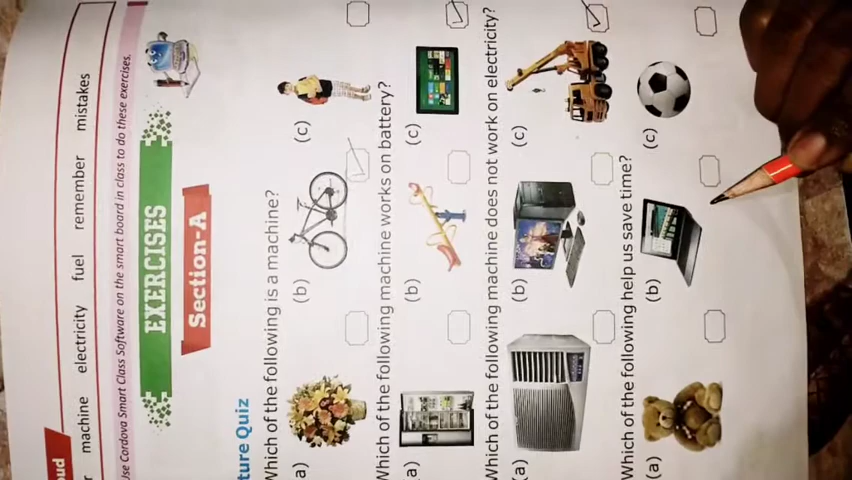 oud
machine electricity fuel remember mistakes
Use Cordova Smart Class Software on the smart board in class to do these exercises.
EXERCISES
Section-A
ture Quiz
Which of the following is a machine?
a) (b) (c)
Which of the following machine works on battery?
(a) (b) (c)
Which of the following machine does not work on electricity?
(a) (b) (c)
Which of the following help us save time?
(a) (b) (c)